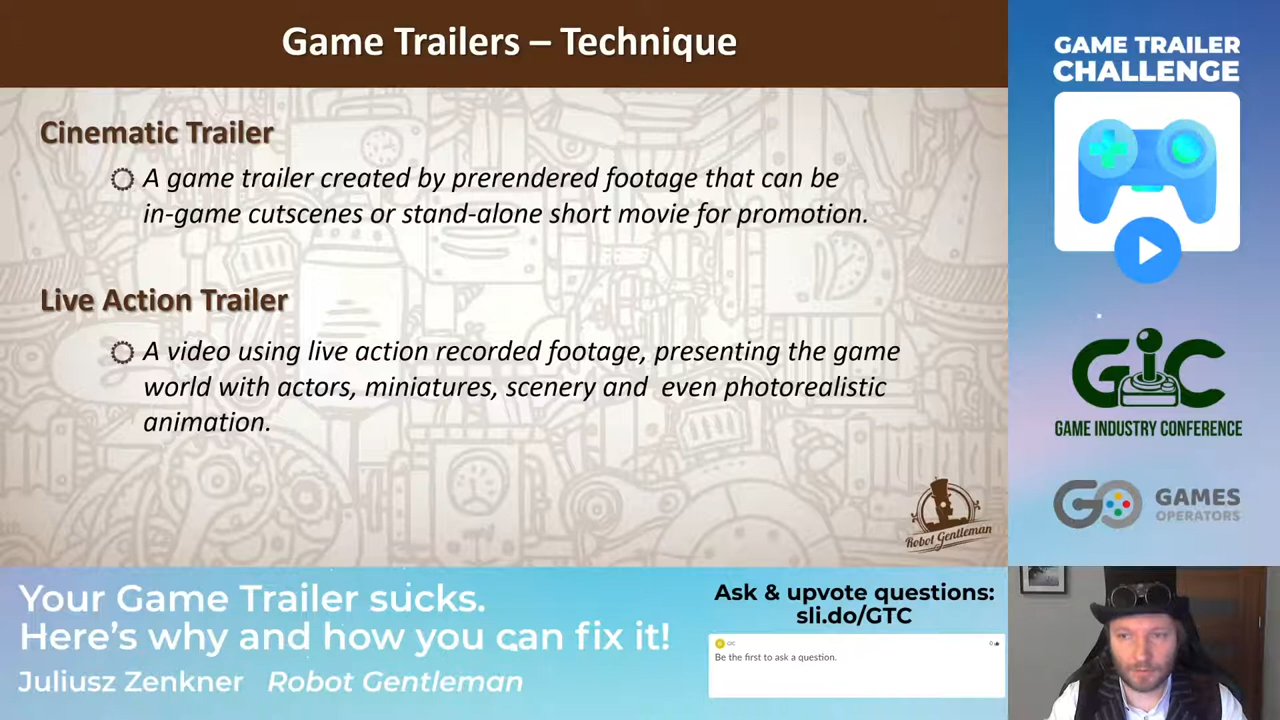 Game Trailers – Technique
Cinematic Trailer
A game trailer created by prerendered footage that can be
in-game cutscenes or stand-alone short movie for promotion.
Live Action Trailer
A video using live action recorded footage, presenting the game
world with actors, miniatures, scenery and even photorealistic
animation.
Robot Gentleman
GAME TRAILER
CHALLENGE
GIC
GAME INDUSTRY CONFERENCE
GO GAMES
OPERATORS
Your Game Trailer sucks.
Here's why and how you can fix it!
Juliusz Zenkner Robot Gentleman
Ask & upvote questions:
sli.do/GTC
GIC 0
Be the first to ask a question.